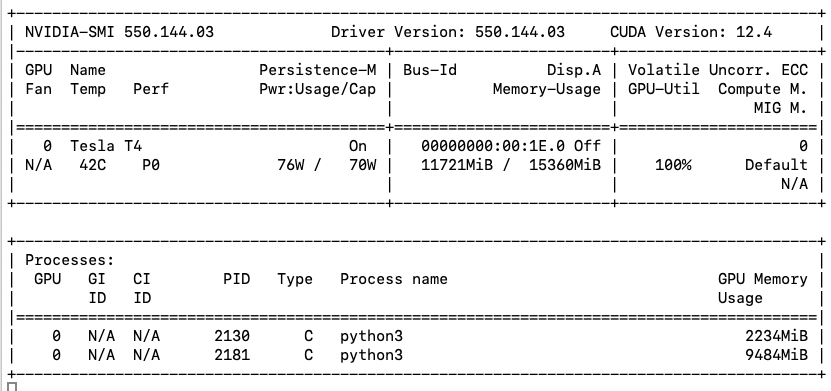 NVIDIA-SMI 550.144.03 Driver Version: 550.144.03 CUDA Version: 12.4
GPU Name Persistence-M | Bus-Id Disp.A | Volatile Uncorr. ECC
Fan Temp Perf Pwr:Usage/Cap | Memory-Usage | GPU-Util Compute M.
MIG M.
0 Tesla T4 On | 00000000:00:1E.0 Off | 0
N/A 42C P0 76W / 70W | 11721MiB / 15360MiB | 100% Default
N/A
Processes:
GPU GI CI PID Type Process name GPU Memory
ID ID Usage
0 N/A N/A 2130 C python3 2234MiB
0 N/A N/A 2181 C python3 9484MiB